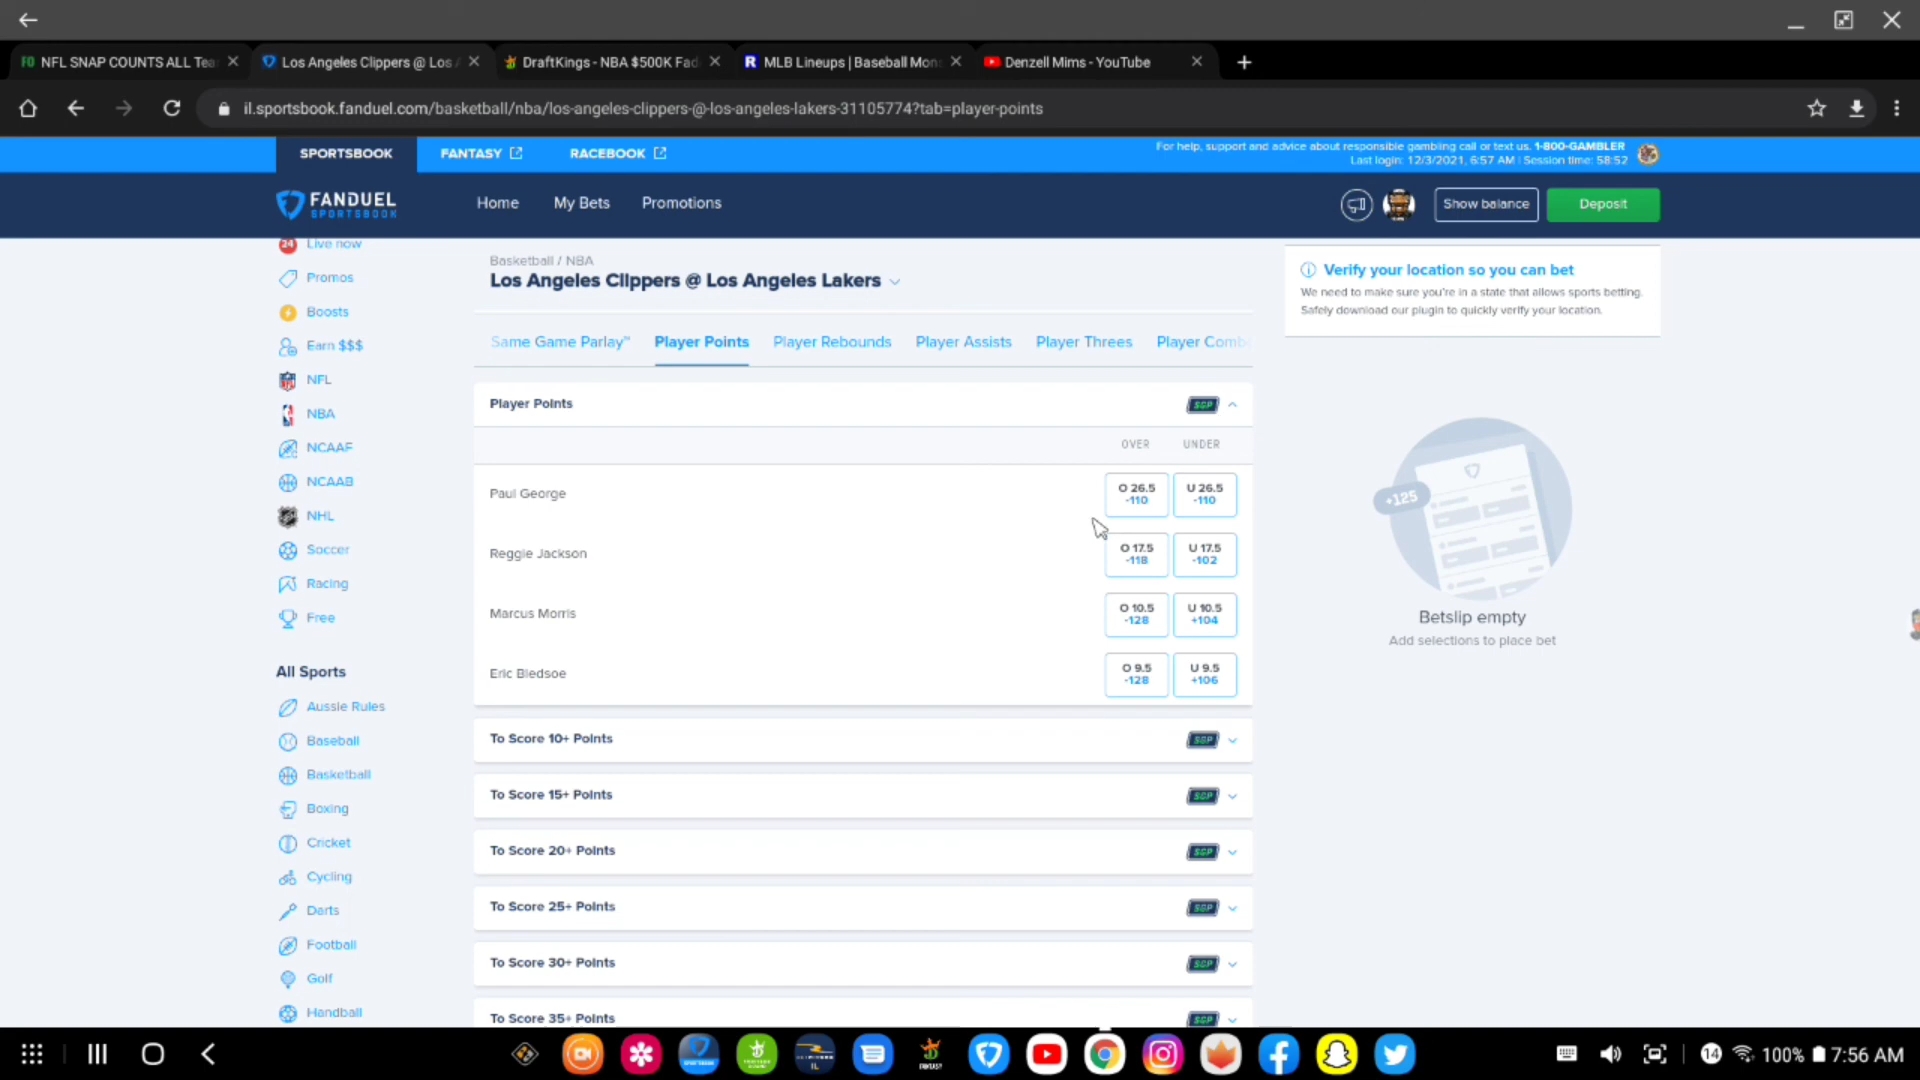 NFL SNAP COUNTS ALL Tea
Los Angeles Clippers @ Los A
DraftKings - NBA $500K Fad
MLB Lineups | Baseball Mon
Denzell Mims - YouTube
il.sportsbook.fanduel.com/basketball/nba/los-angeles-clippers-@-los-angeles-lakers-31105774?tab=player-points
SPORTSBOOK
FANTASY
RACEBOOK
For help, support and advice about responsible gambling call or text us. 1-800-GAMBLER
Last login: 12/3/2021, 6:57 AM | Session time: 58:52
FANDUEL
SPORTSBOOK
Home
My Bets
Promotions
Show balance
Deposit
24
Live now
Promos
Boosts
Earn $$$
NFL
NBA
NCAAF
NCAAB
NHL
Soccer
Racing
Free
All Sports
Aussie Rules
Baseball
Basketball
Boxing
Cricket
Cycling
Darts
Football
Golf
Handball
Basketball / NBA
Los Angeles Clippers @ Los Angeles Lakers
Same Game Parlay™
Player Points
Player Rebounds
Player Assists
Player Threes
Player Comb
Player Points
SGP
OVER UNDER
Paul George
O 26.5
-110
U 26.5
-110
Reggie Jackson
O 17.5
-118
U 17.5
-102
Marcus Morris
O 10.5
-128
U 10.5
+104
Eric Bledsoe
O 9.5
-128
U 9.5
+106
To Score 10+ Points
SGP
To Score 15+ Points
SGP
To Score 20+ Points
SGP
To Score 25+ Points
SGP
To Score 30+ Points
SGP
To Score 35+ Points
SGP
Verify your location so you can bet
We need to make sure you're in a state that allows sports betting.
Safely download our plugin to quickly verify your location.
+125
Betslip empty
Add selections to place bet
14
100%
7:56 AM